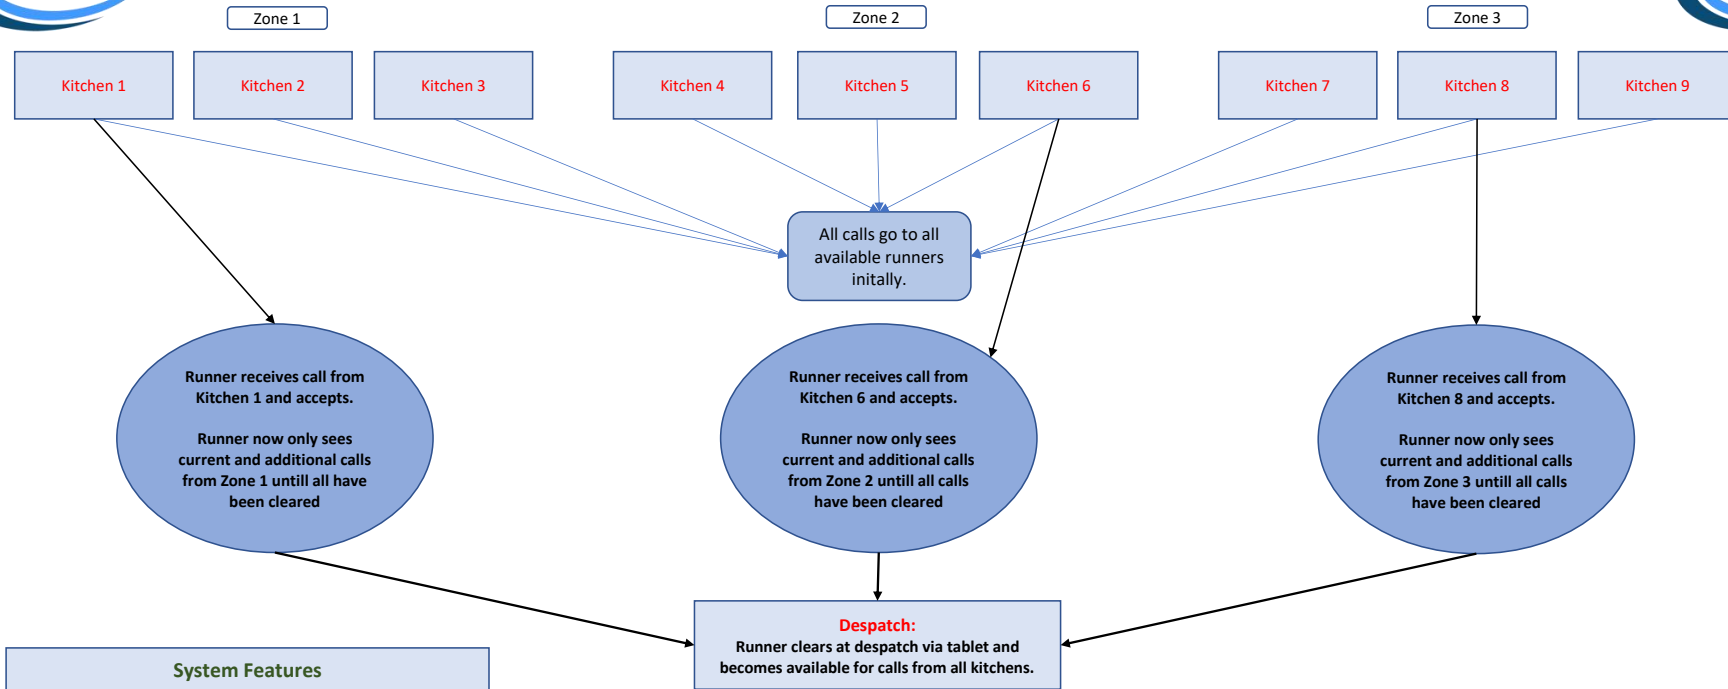 Zone 1
Zone 2
Zone 3
Kitchen 1
Kitchen 2
Kitchen 3
Kitchen 4
Kitchen 5
Kitchen 6
Kitchen 7
Kitchen 8
Kitchen 9
All calls go to all
available runners
initally.
Runner receives call from
Kitchen 1 and accepts.
Runner now only sees
current and additional calls
from Zone 1 untill all have
been cleared
Runner receives call from
Kitchen 6 and accepts.
Runner now only sees
current and additional calls
from Zone 2 untill all calls
have been cleared
Runner receives call from
Kitchen 8 and accepts.
Runner now only sees
current and additional calls
from Zone 3 untill all calls
have been cleared
Despatch:
Runner clears at despatch via tablet and
becomes available for calls from all kitchens.
System Features